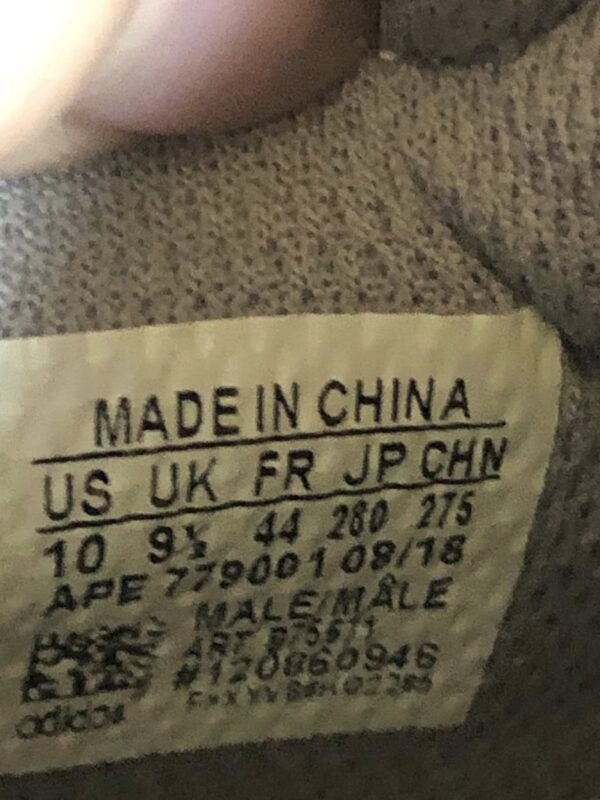 MADE IN CHINA
US UK FR JP CHN
10 9½ 44 280 275
APE 779001 08/18
MALE/MÂLE
ART
#120860946
adidas